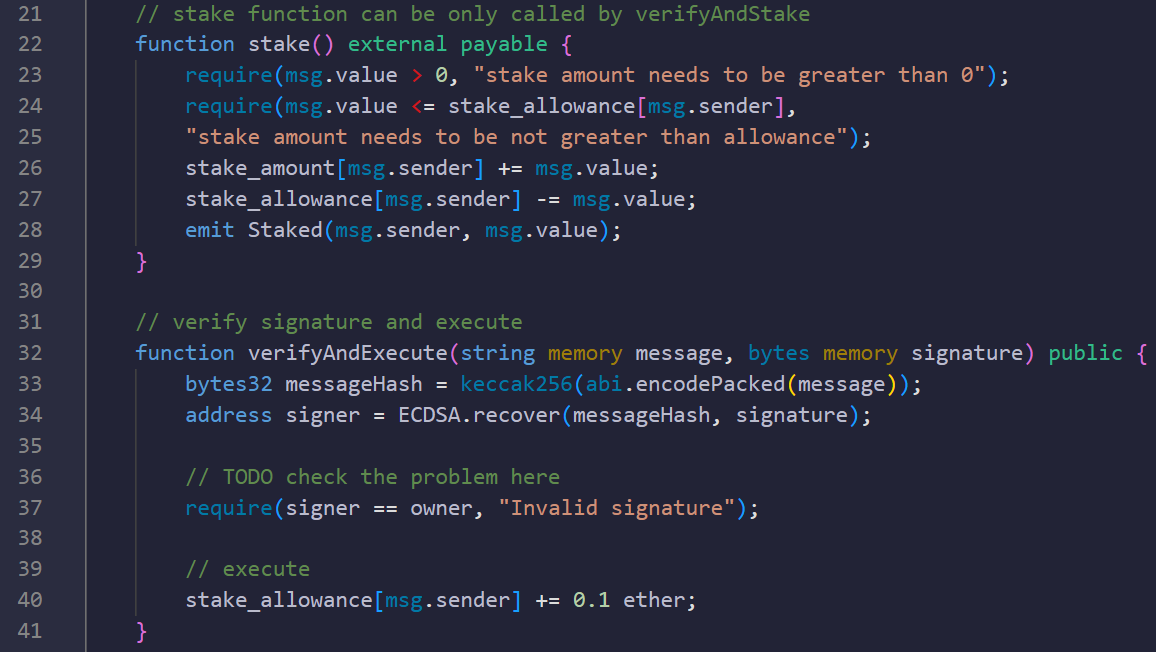 21 // stake function can be only called by verifyAndStake
22 function stake() external payable {
23 require(msg.value > 0, "stake amount needs to be greater than 0");
24 require(msg.value <= stake_allowance[msg.sender],
25 "stake amount needs to be not greater than allowance");
26 stake_amount[msg.sender] += msg.value;
27 stake_allowance[msg.sender] -= msg.value;
28 emit Staked(msg.sender, msg.value);
29 }
30
31 // verify signature and execute
32 function verifyAndExecute(string memory message, bytes memory signature) public {
33 bytes32 messageHash = keccak256(abi.encodePacked(message));
34 address signer = ECDSA.recover(messageHash, signature);
35
36 // TODO check the problem here
37 require(signer == owner, "Invalid signature");
38
39 // execute
40 stake_allowance[msg.sender] += 0.1 ether;
41 }